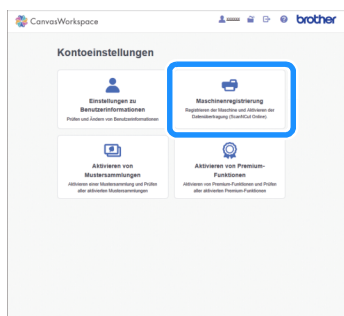 CanvasWorkspace
brother
Kontoeinstellungen
Einstellungen zu
Benutzerinformationen
Prüfen und Ändern von Benutzerinformationen
Maschinenregistrierung
Registrieren der Maschine und Aktivieren der
Datenübertragung (ScanNCut Online).
Aktivieren von
Mustersammlungen
Aktivieren einer Mustersammlung und Prüfen
aller aktivierten Mustersammlungen
Aktivieren von Premium-
Funktionen
Aktivieren von Premium-Funktionen und Prüfen
aller aktivierten Premium-Funktionen